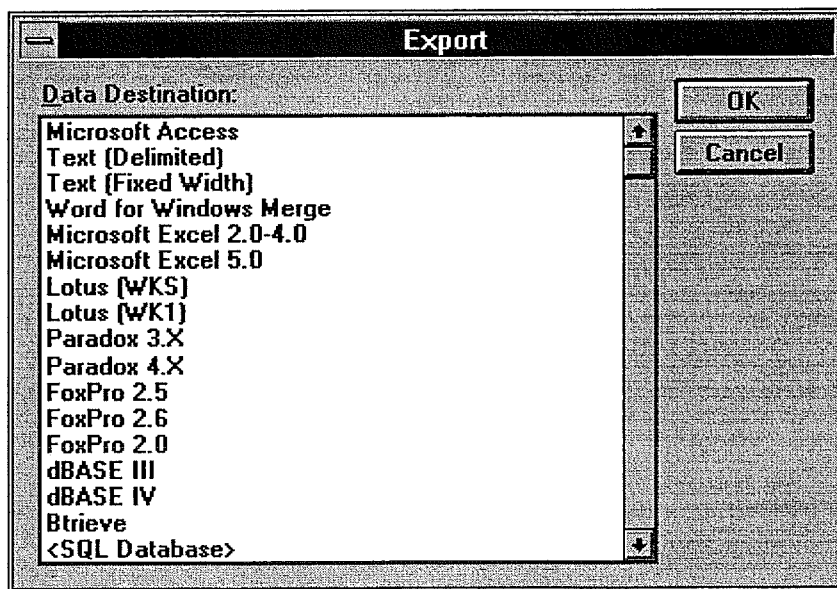 Export
Data Destination:
OK
Cancel
Microsoft Access
Text (Delimited)
Text (Fixed Width)
Word for Windows Merge
Microsoft Excel 2.0-4.0
Microsoft Excel 5.0
Lotus (WKS)
Lotus (WK1)
Paradox 3.X
Paradox 4.X
FoxPro 2.5
FoxPro 2.6
FoxPro 2.0
dBASE III
dBASE IV
Btrieve
<SQL Database>